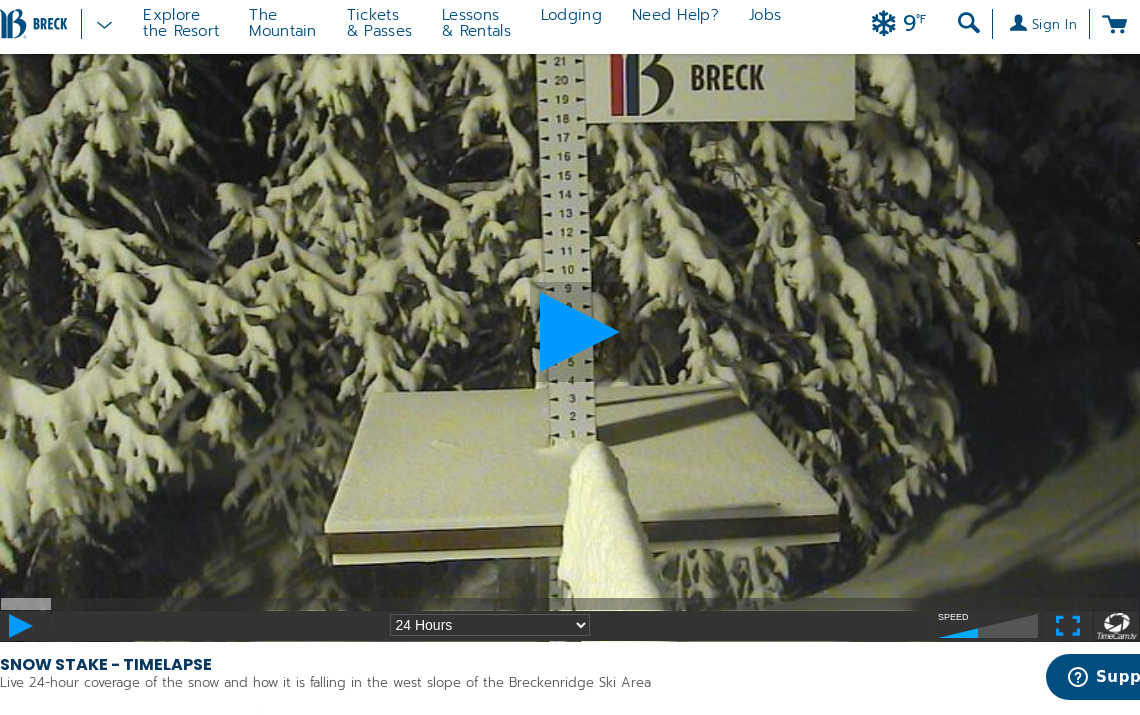 BRECK
Explore
the Resort
The
Mountain
Tickets
& Passes
Lessons
& Rentals
Lodging
Need Help?
Jobs
9°F
Sign In
21
20
19
18
17
16
15
14
13
12
11
10
9
5
4
3
2
1
BRECK
24 Hours
SPEED
TimeCam.tv
SNOW STAKE - TIMELAPSE
Live 24-hour coverage of the snow and how it is falling in the west slope of the Breckenridge Ski Area
Supp